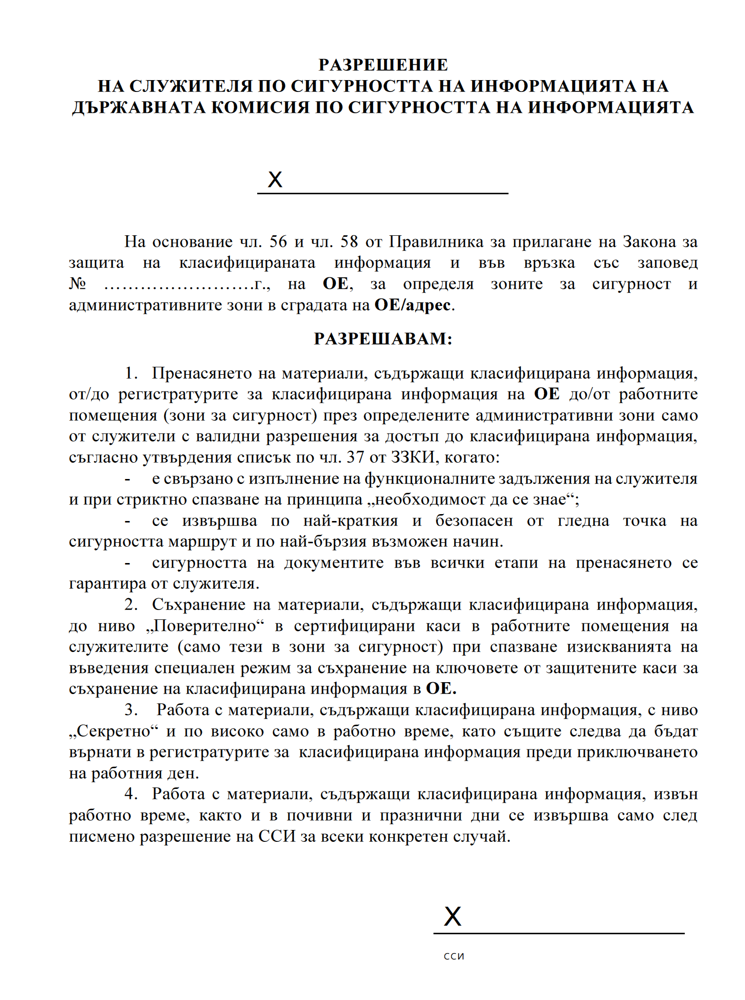 РАЗРЕШЕНИЕ
НА СЛУЖИТЕЛЯ ПО СИГУРНОСТТА НА ИНФОРМАЦИЯТА НА
ДЪРЖАВНАТА КОМИСИЯ ПО СИГУРНОСТТА НА ИНФОРМАЦИЯТА
X
На основание чл. 56 и чл. 58 от Правилника за прилагане на Закона за
защита на класифицираната информация и във връзка със заповед
№ …………………….г., на ОЕ, за определя зоните за сигурност и
административните зони в сградата на ОЕ/адрес.
РАЗРЕШАВАМ:
1. Пренасянето на материали, съдържащи класифицирана информация,
от/до регистратурите за класифицирана информация на ОЕ до/от работните
помещения (зони за сигурност) през определените административни зони само
от служители с валидни разрешения за достъп до класифицирана информация,
съгласно утвърдения списък по чл. 37 от ЗЗКИ, когато:
- е свързано с изпълнение на функционалните задължения на служителя
и при стриктно спазване на принципа „необходимост да се знае“;
- се извършва по най-краткия и безопасен от гледна точка на
сигурността маршрут и по най-бързия възможен начин.
- сигурността на документите във всички етапи на пренасянето се
гарантира от служителя.
2. Съхранение на материали, съдържащи класифицирана информация,
до ниво „Поверително“ в сертифицирани каси в работните помещения на
служителите (само тези в зони за сигурност) при спазване изискванията на
въведения специален режим за съхранение на ключовете от защитените каси за
съхранение на класифицирана информация в ОЕ.
3. Работа с материали, съдържащи класифицирана информация, с ниво
„Секретно“ и по високо само в работно време, като същите следва да бъдат
върнати в регистратурите за класифицирана информация преди приключването
на работния ден.
4. Работа с материали, съдържащи класифицирана информация, извън
работно време, както и в почивни и празнични дни се извършва само след
писмено разрешение на ССИ за всеки конкретен случай.
X
ССИ